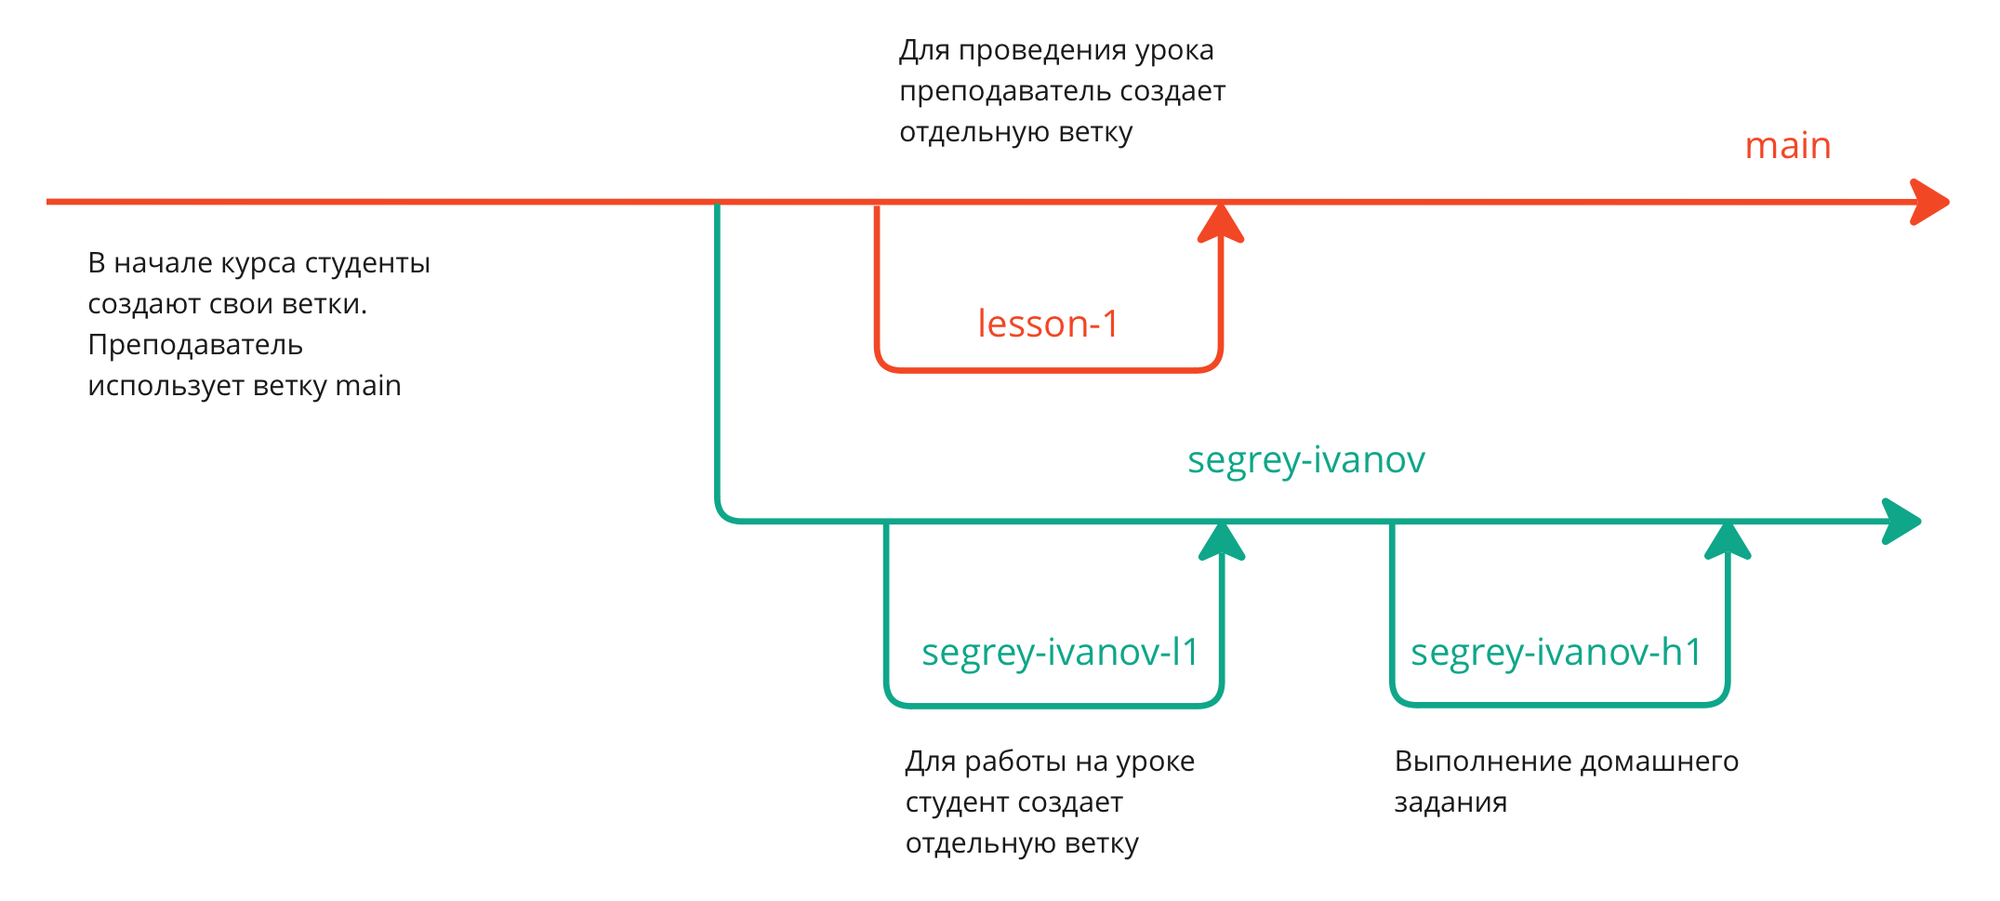 Для проведения урока
преподаватель создает
отдельную ветку
main
В начале курса студенты
создают свои ветки.
Преподаватель
использует ветку main
lesson-1
segrey-ivanov
segrey-ivanov-l1
segrey-ivanov-h1
Для работы на уроке
студент создает
отдельную ветку
Выполнение домашнего
задания